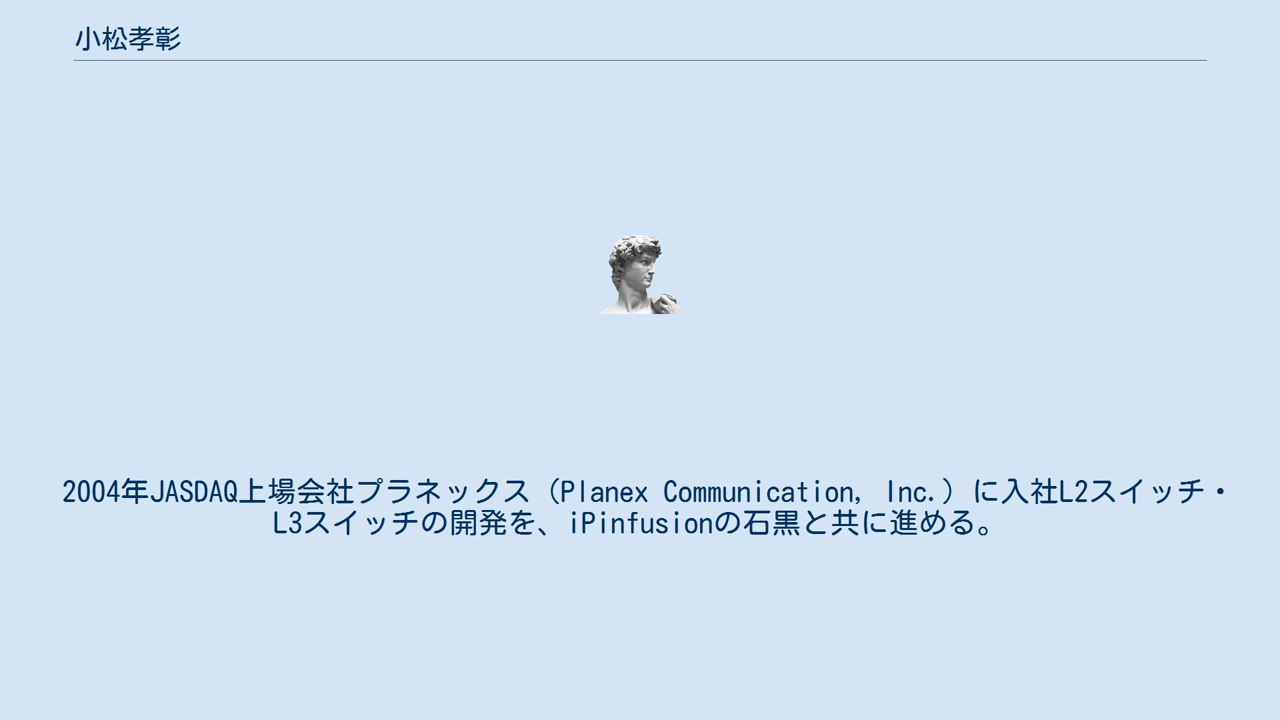 小松孝彰
2004年JASDAQ上場会社プラネックス（Planex Communication, Inc.）に入社L2スイッチ・
L3スイッチの開発を、iPinfusionの石黒と共に進める。